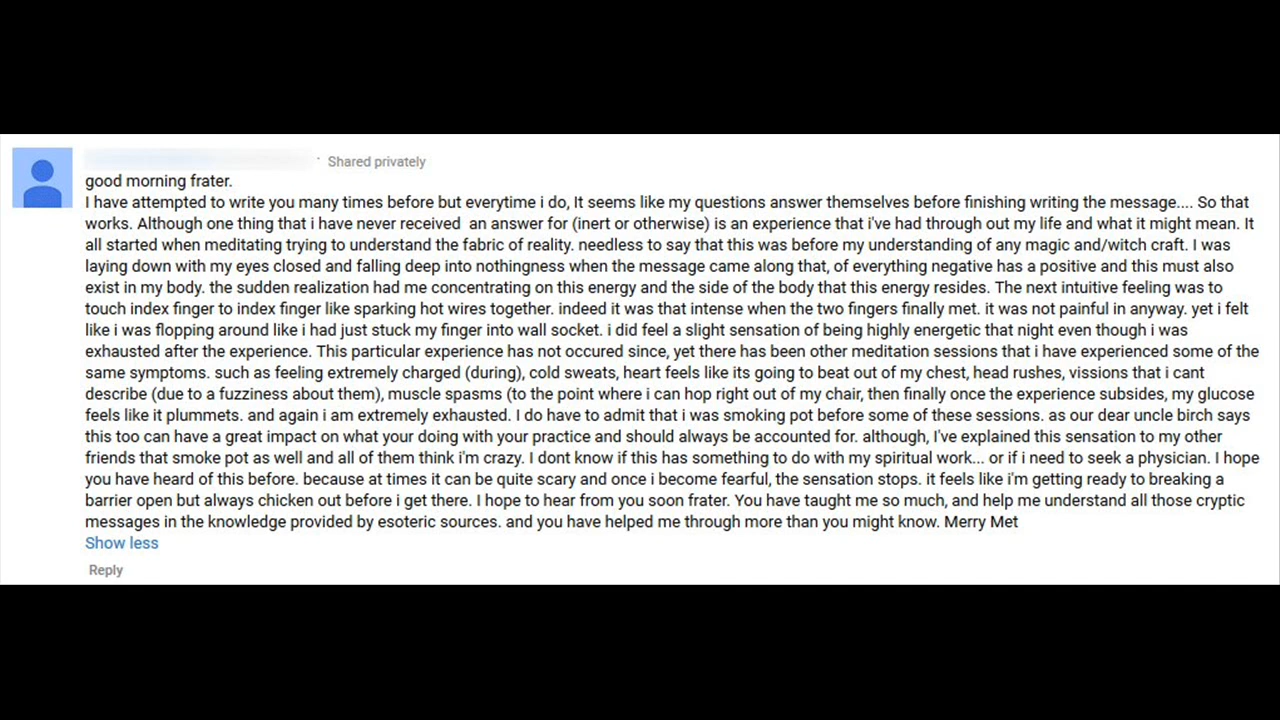 · Shared privately
good morning frater.
I have attempted to write you many times before but everytime i do, It seems like my questions answer themselves before finishing writing the message.... So that
works. Although one thing that i have never received  an answer for (inert or otherwise) is an experience that i've had through out my life and what it might mean. It
all started when meditating trying to understand the fabric of reality. needless to say that this was before my understanding of any magic and/witch craft. I was
laying down with my eyes closed and falling deep into nothingness when the message came along that, of everything negative has a positive and this must also
exist in my body. the sudden realization had me concentrating on this energy and the side of the body that this energy resides. The next intuitive feeling was to
touch index finger to index finger like sparking hot wires together. indeed it was that intense when the two fingers finally met. it was not painful in anyway. yet i felt
like i was flopping around like i had just stuck my finger into wall socket. i did feel a slight sensation of being highly energetic that night even though i was
exhausted after the experience. This particular experience has not occured since, yet there has been other meditation sessions that i have experienced some of the
same symptoms. such as feeling extremely charged (during), cold sweats, heart feels like its going to beat out of my chest, head rushes, vissions that i cant
describe (due to a fuzziness about them), muscle spasms (to the point where i can hop right out of my chair, then finally once the experience subsides, my glucose
feels like it plummets. and again i am extremely exhausted. I do have to admit that i was smoking pot before some of these sessions. as our dear uncle birch says
this too can have a great impact on what your doing with your practice and should always be accounted for. although, I've explained this sensation to my other
friends that smoke pot as well and all of them think i'm crazy. I dont know if this has something to do with my spiritual work... or if i need to seek a physician. I hope
you have heard of this before. because at times it can be quite scary and once i become fearful, the sensation stops. it feels like i'm getting ready to breaking a
barrier open but always chicken out before i get there. I hope to hear from you soon frater. You have taught me so much, and help me understand all those cryptic
messages in the knowledge provided by esoteric sources. and you have helped me through more than you might know. Merry Met
Show less
Reply